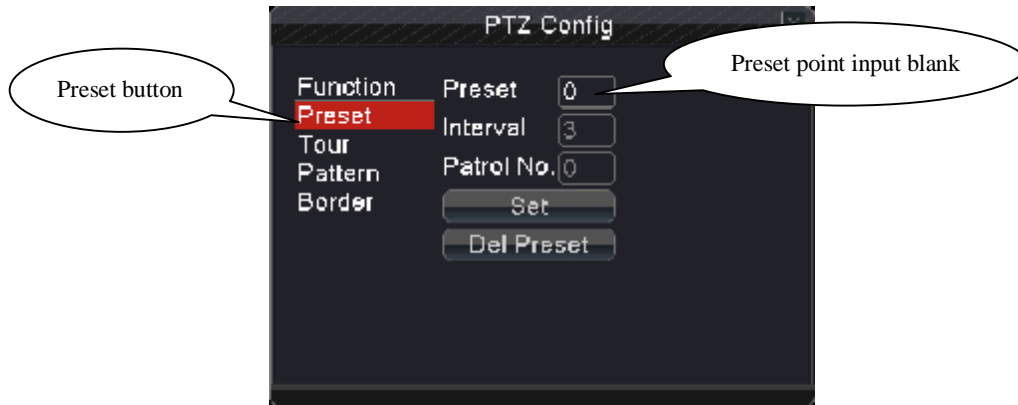 PTZ Config
Preset button
Preset point input blank
Function
Preset
Tour
Pattern
Border
Preset 0
Interval 3
Patrol No. 0
Set
Del Preset